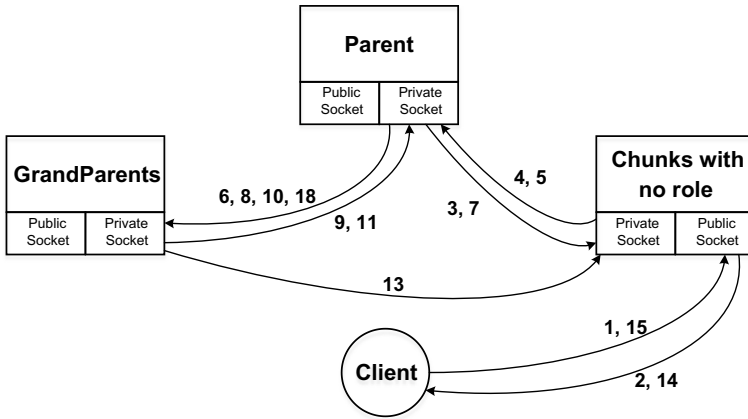 Parent
Public Private
Socket Socket
GrandParents
Public Private
Socket Socket
Chunks with
no role
Private Public
Socket Socket
6, 8, 10, 18
9, 11
4, 5
3, 7
13
1, 15
2, 14
Client